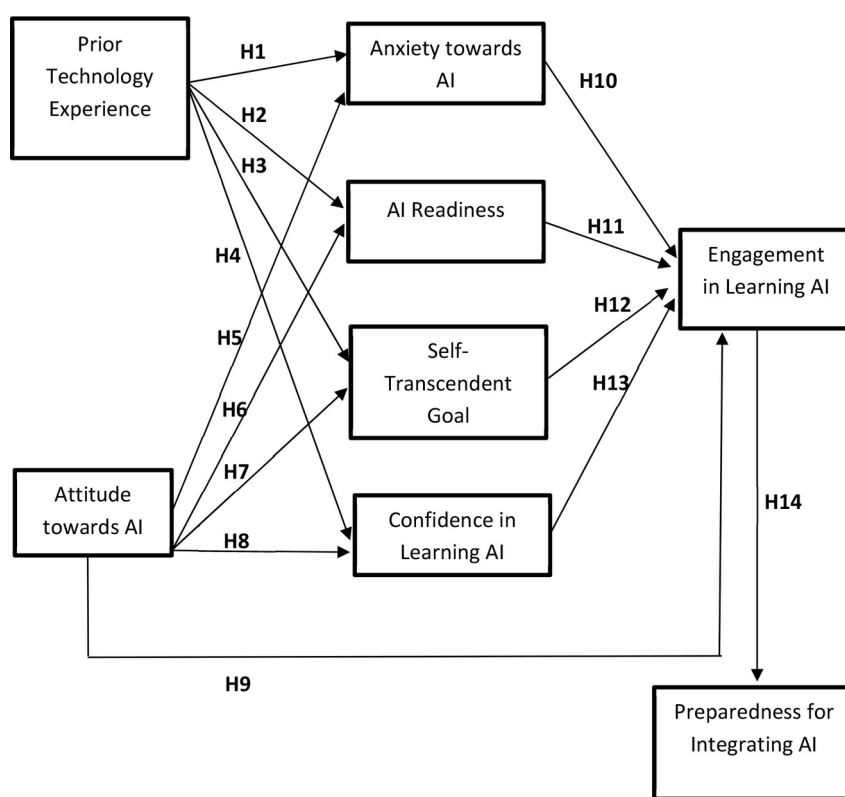 Prior
Technology
Experience
H1
H2
H3
H4
H5
H6
H7
H8
H9
Attitude
towards AI
Anxiety towards
AI
AI Readiness
Self-
Transcendent
Goal
Confidence in
Learning AI
H10
H11
H12
H13
Engagement
in Learning AI
H14
Preparedness for
Integrating AI